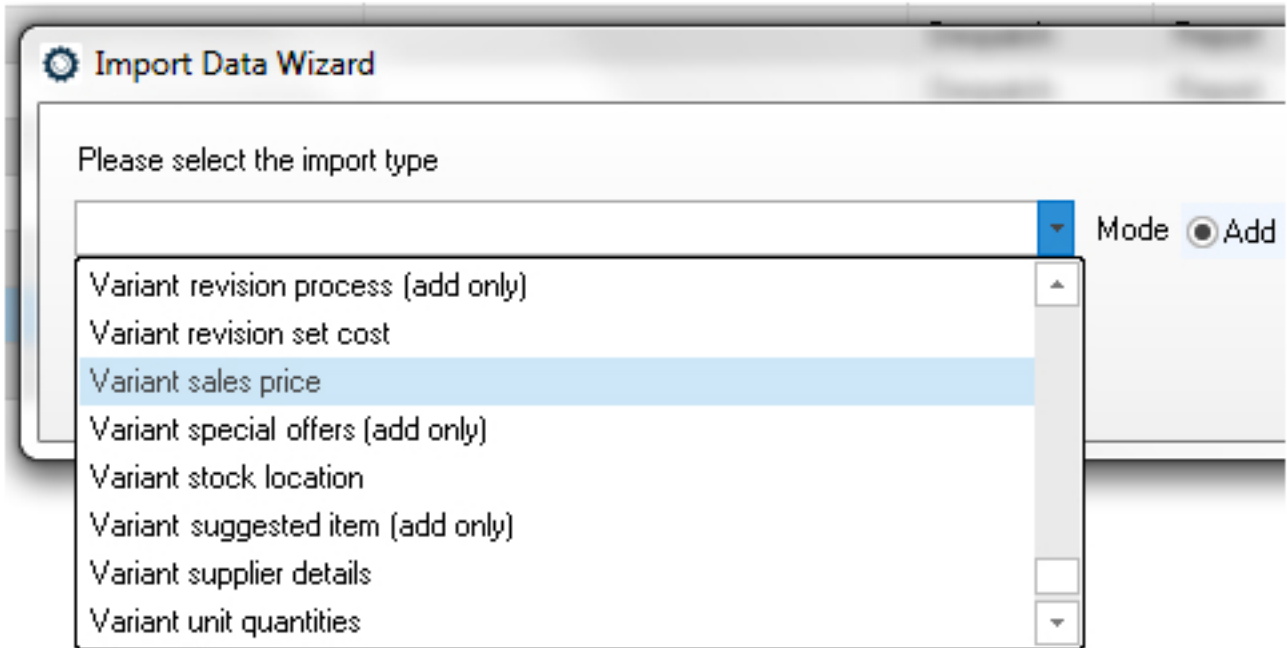 Import Data Wizard
Please select the import type
Mode Add
Variant revision process (add only)
Variant revision set cost
Variant sales price
Variant special offers (add only)
Variant stock location
Variant suggested item (add only)
Variant supplier details
Variant unit quantities